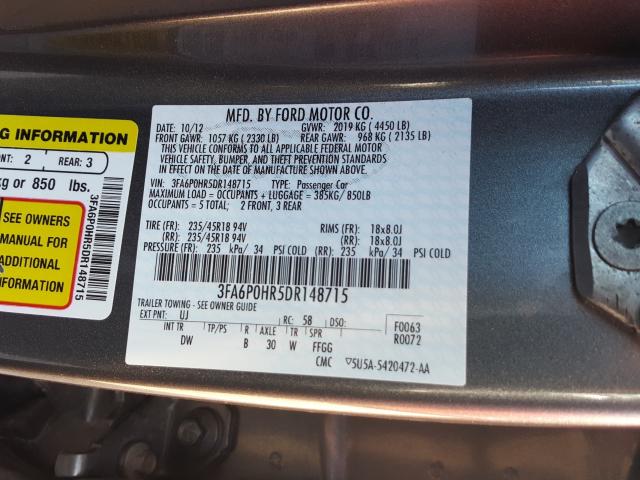 MFD. BY FORD MOTOR CO.
DATE: 10/12 GVWR: 2019 KG ( 4450 LB)
FRONT GAWR: 1057 KG ( 2330 LB) REAR GAWR: 968 KG ( 2135 LB)
THIS VEHICLE CONFORMS TO ALL APPLICABLE FEDERAL MOTOR
VEHICLE SAFETY, BUMPER, AND THEFT PREVENTION STANDARDS
IN EFFECT ON THE DATE OF MANUFACTURE SHOWN ABOVE.
VIN: 3FA6P0HR5DR148715 TYPE: Passenger Car
MAXIMUM LOAD = OCCUPANTS + LUGGAGE = 385KG/ 850LB
OCCUPANTS = 5 TOTAL; 2 FRONT, 3 REAR
TIRE (FR): 235/45R18 94V RIMS (FR): 18x8.0J
(RR): 235/45R18 94V (RR): 18x8.0J
PRESSURE (FR): 235 kPa/ 34 PSI COLD (RR): 235 kPa/ 34 PSI COLD
3FA6P0HR5DR148715
TRAILER TOWING - SEE OWNER GUIDE
EXT PNT: UJ RC: 58 DSO: F0063
R0072
INT TR TP/PS R AXLE TR SPR
DW B 30 W FFGG
CMC 5U5A-5420472-AA
G INFORMATION
NT: 2 REAR: 3
kg or 850 lbs.
SEE OWNERS
MANUAL FOR
ADDITIONAL
INFORMATION
3FA6P0HR5DR148715